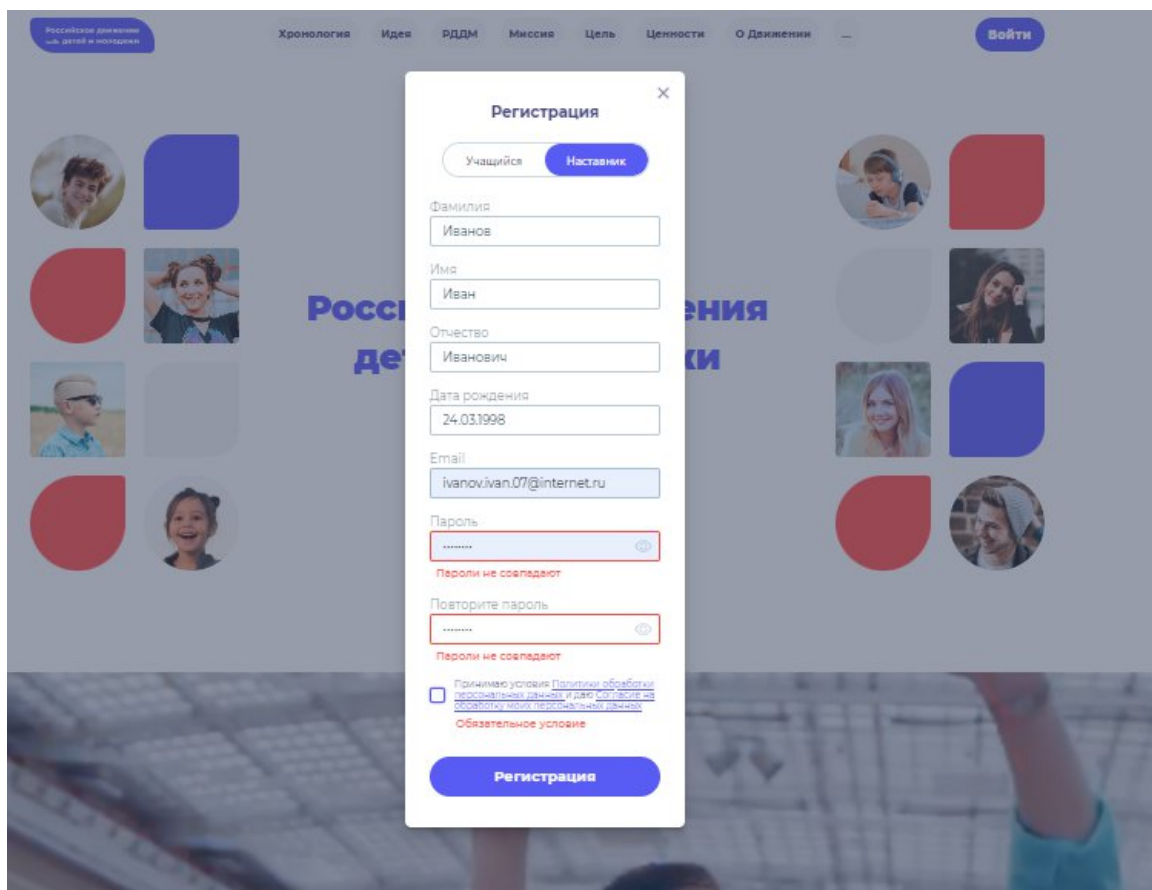 Российское движение
детей и молодежи
Хронология Идея РДДМ Миссия Цель Ценности О Движении ...
Войти
Регистрация
Учащийся Наставник
Фамилия
Иванов
Имя
Иван
Отчество
Иванович
Дата рождения
24.03.1998
Email
ivanov.ivan.07@internet.ru
Пароль
Пароли не совпадают
Повторите пароль
Пароли не совпадают
Принимаю условия Политики обработки
персональных данных и даю Согласие на
обработку моих персональных данных
Обязательное условие
Регистрация